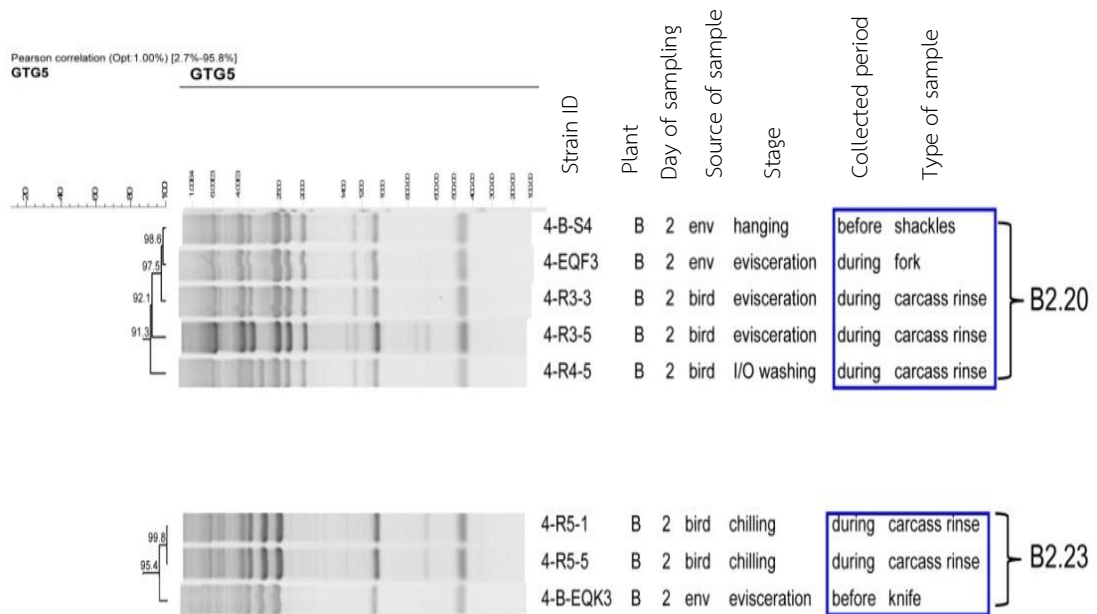 Pearson correlation (Opt:1.00%) [2.7%-95.8%]
GTG5 GTG5
Strain ID
Plant
Day of sampling
Source of sample
Stage
Collected period
Type of sample
20 40 60 80 100
98.6
97.5
92.1
91.3
4-B-S4 B 2 env hanging before shackles
4-EQF3 B 2 env evisceration during fork
4-R3-3 B 2 bird evisceration during carcass rinse
4-R3-5 B 2 bird evisceration during carcass rinse
4-R4-5 B 2 bird I/O washing during carcass rinse
B2.20
99.8
95.4
4-R5-1 B 2 bird chilling during carcass rinse
4-R5-5 B 2 bird chilling during carcass rinse
4-B-EQK3 B 2 env evisceration before knife
B2.23